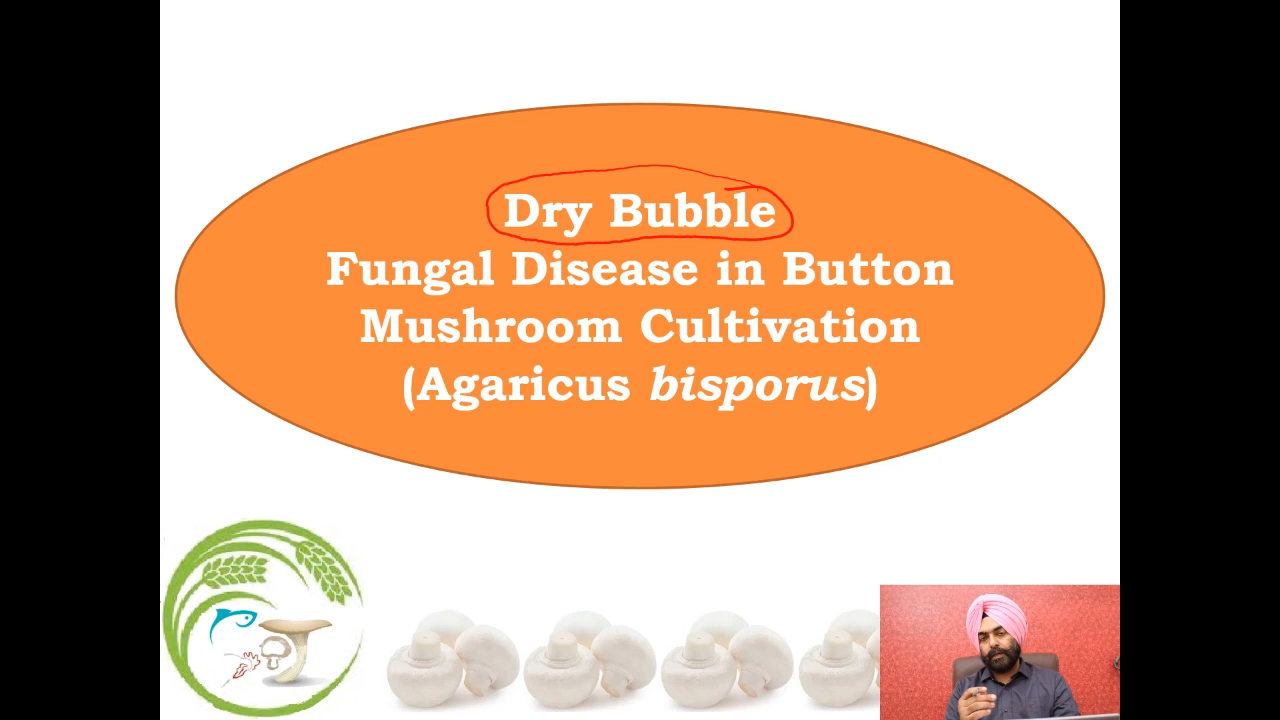 Dry Bubble
Fungal Disease in Button
Mushroom Cultivation
(Agaricus bisporus)